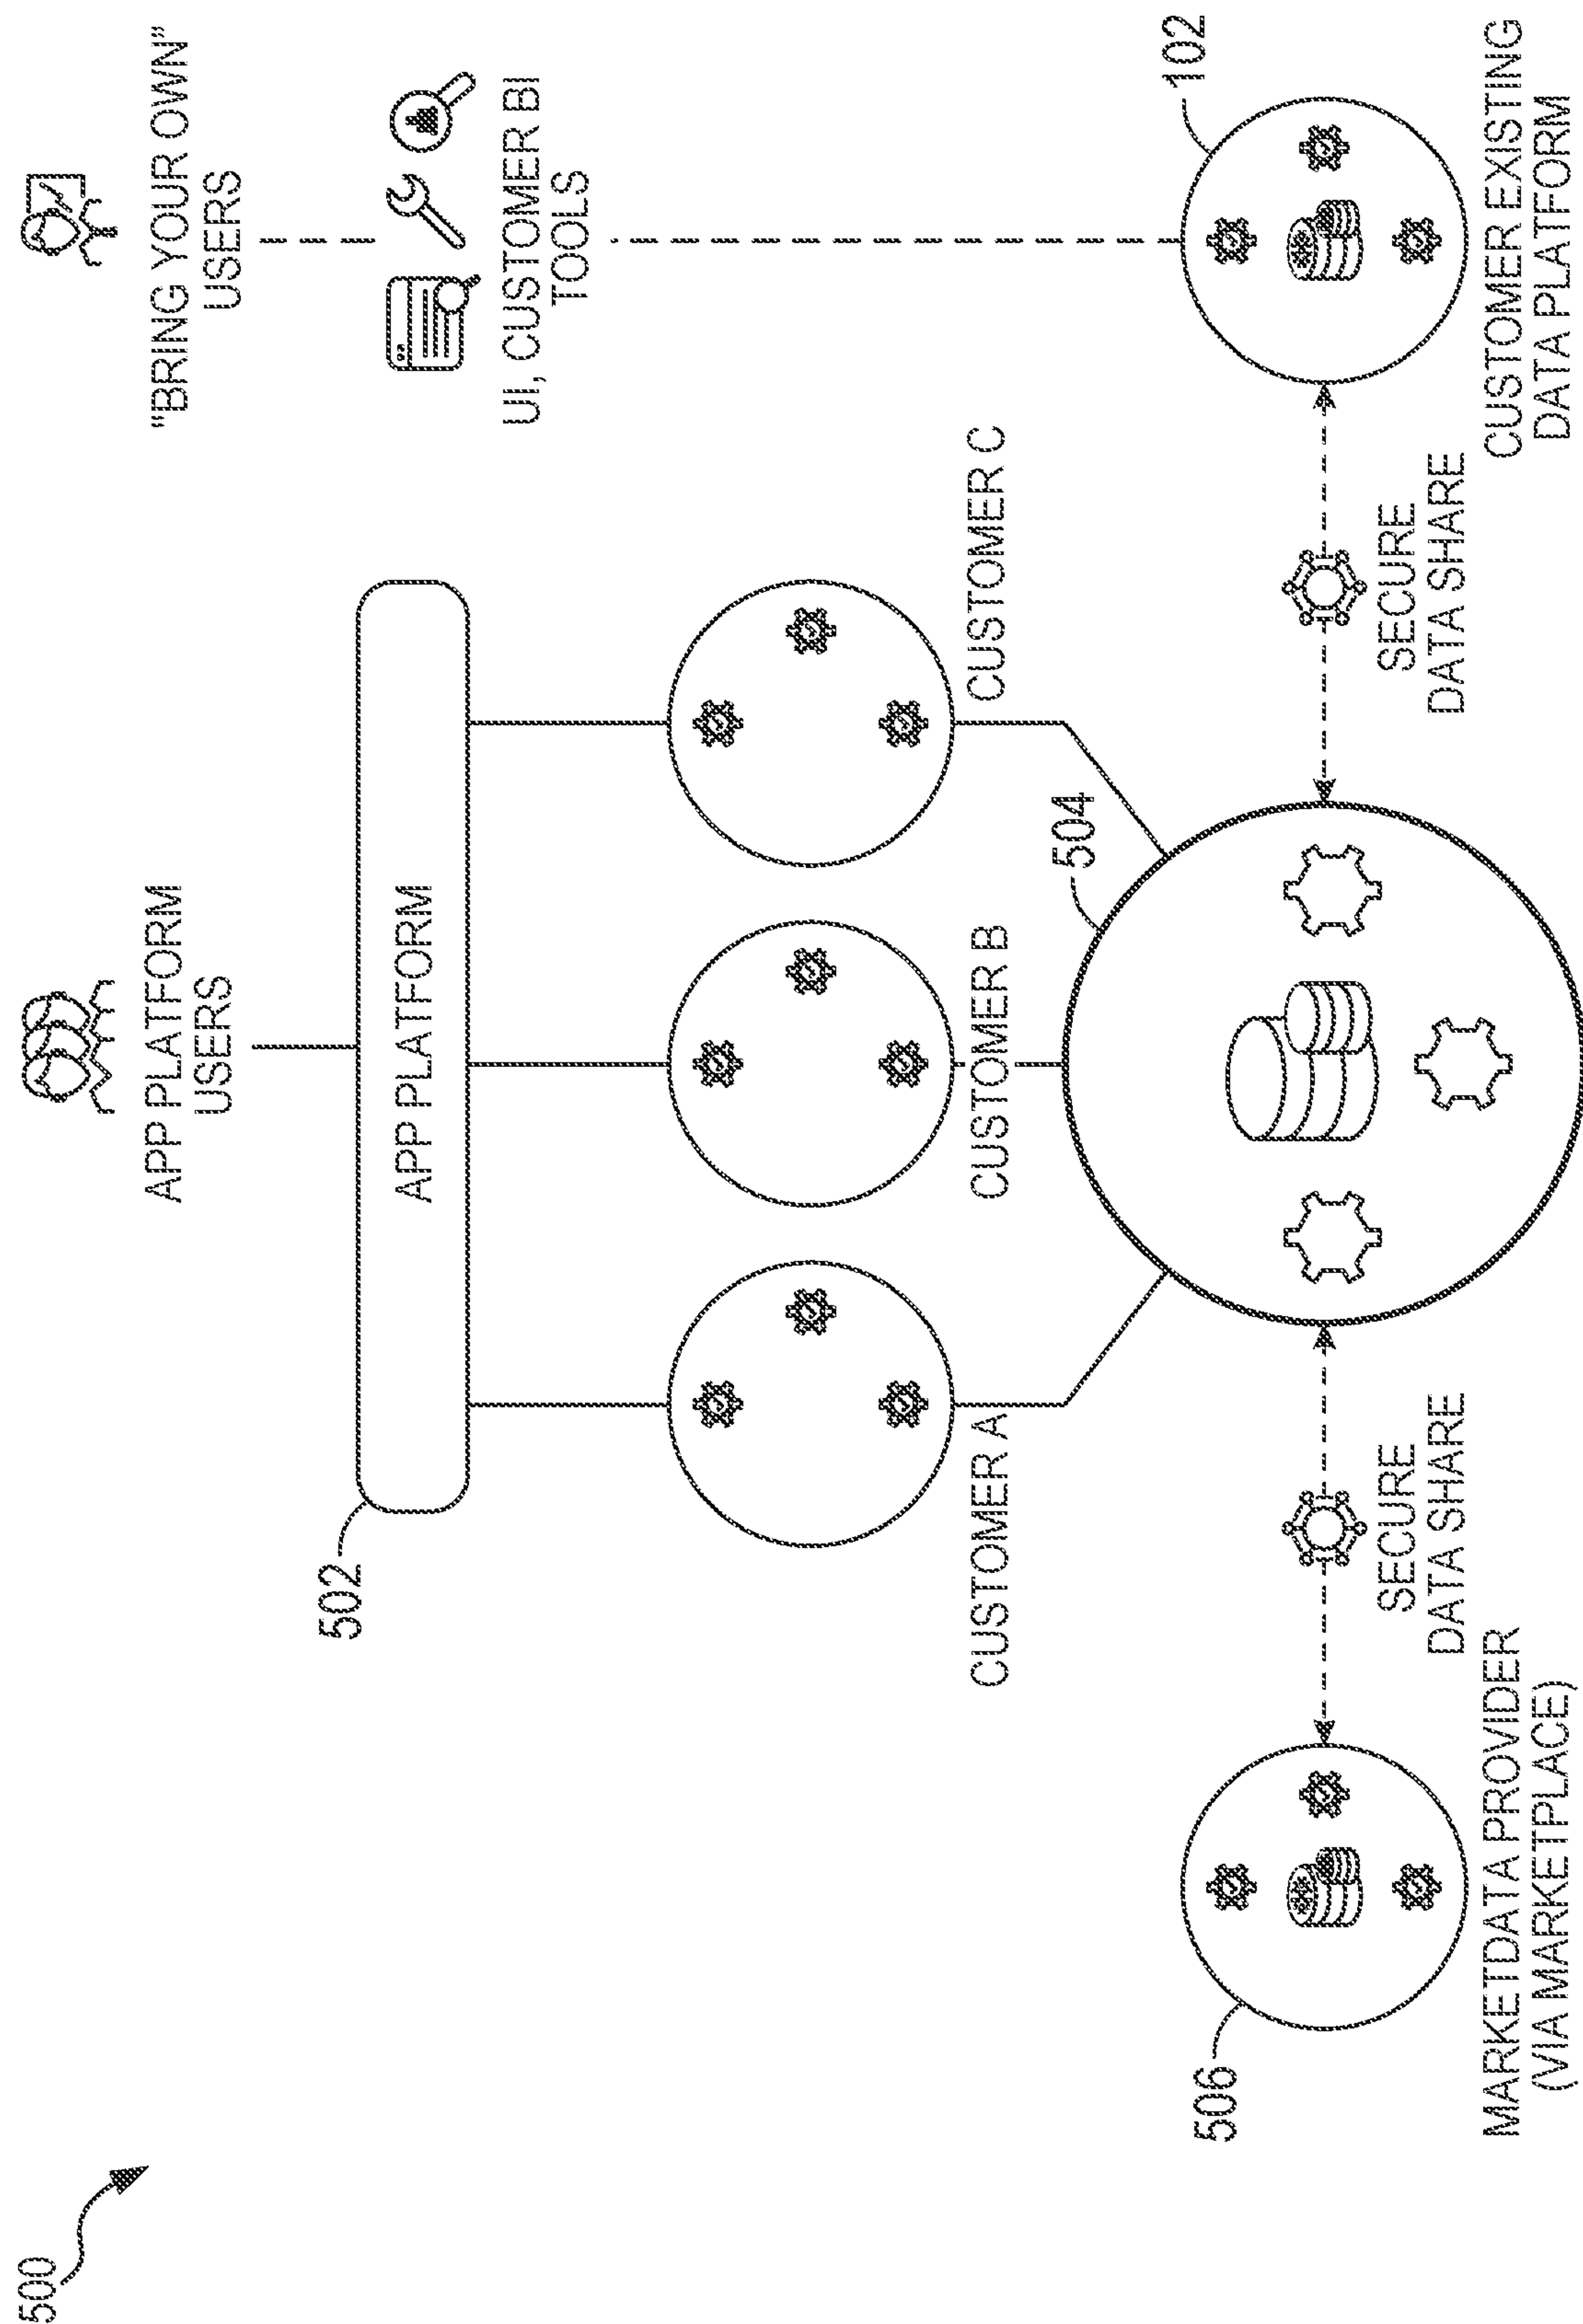 500
APP PLATFORM
USERS
"BRING YOUR OWN"
USERS
502
APP PLATFORM
UI, CUSTOMER BI
TOOLS
CUSTOMER A
CUSTOMER B
CUSTOMER C
504
506
102
SECURE
DATA SHARE
SECURE
DATA SHARE
MARKETDATA PROVIDER
(VIA MARKETPLACE)
CUSTOMER EXISTING
DATA PLATFORM